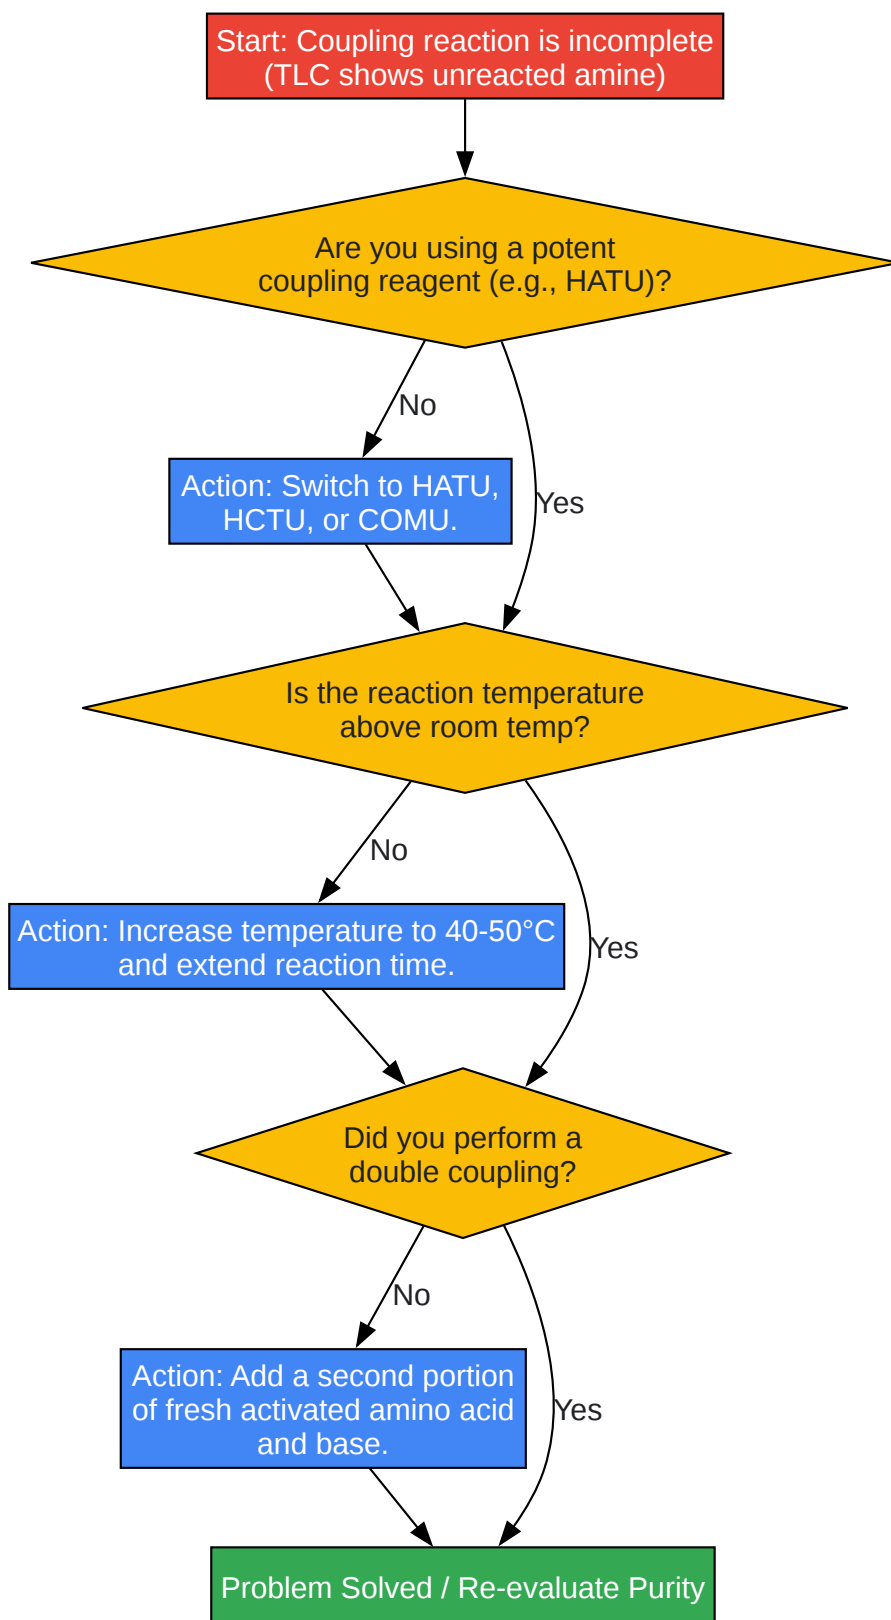 Start: Coupling reaction is incomplete
(TLC shows unreacted amine)
Are you using a potent
coupling reagent (e.g., HATU)?
No
Action: Switch to HATU,
HCTU, or COMU.
Yes
Is the reaction temperature
above room temp?
No
Action: Increase temperature to 40-50°C
and extend reaction time.
Yes
Did you perform a
double coupling?
No
Action: Add a second portion
of fresh activated amino acid
and base.
Yes
Problem Solved / Re-evaluate Purity